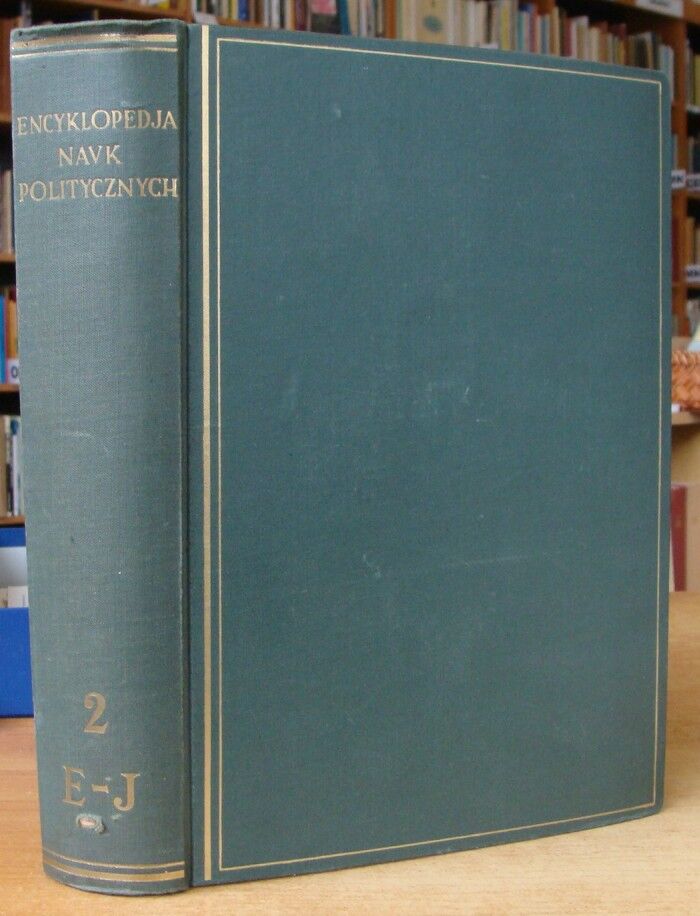 ENCYKLOPEDJA
NAVK
POLITYCZNYCH
2
E-J